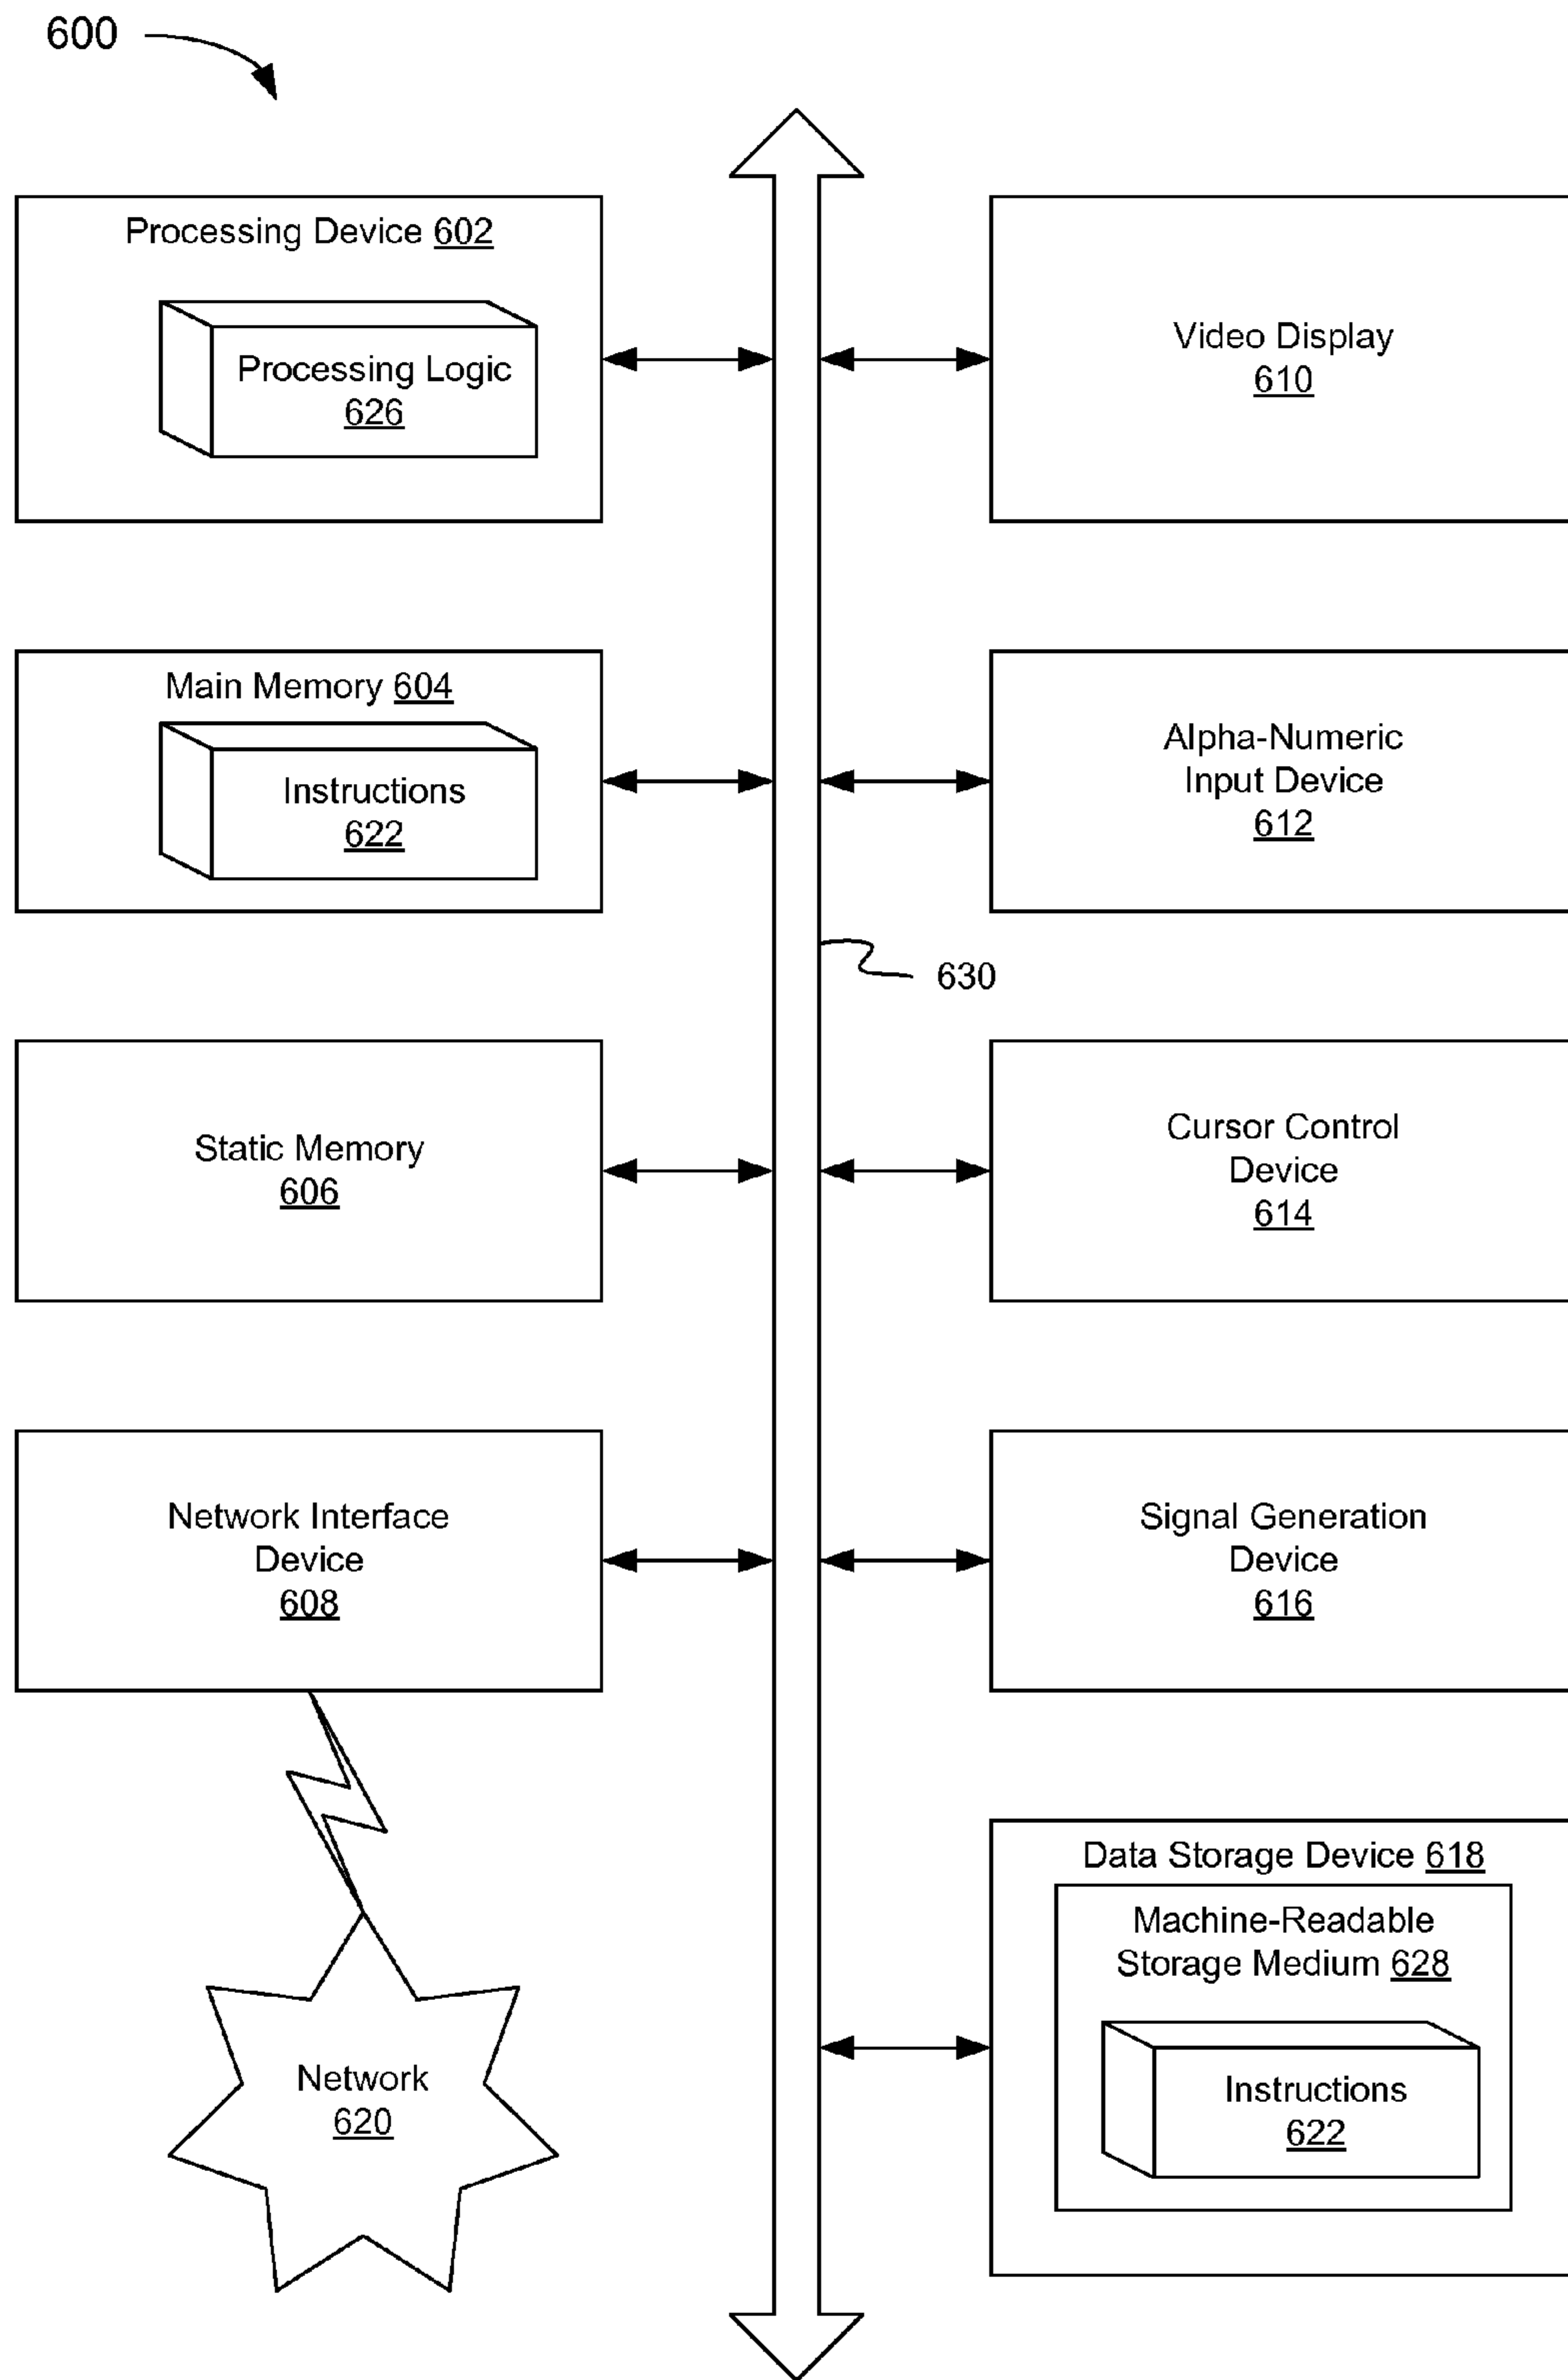 600
Processing Device 602
Processing Logic
626
Video Display
610
Main Memory 604
Instructions
622
Alpha-Numeric
Input Device
612
630
Static Memory
606
Cursor Control
Device
614
Network Interface
Device
608
Signal Generation
Device
616
Data Storage Device 618
Machine-Readable
Storage Medium 628
Instructions
622
Network
620